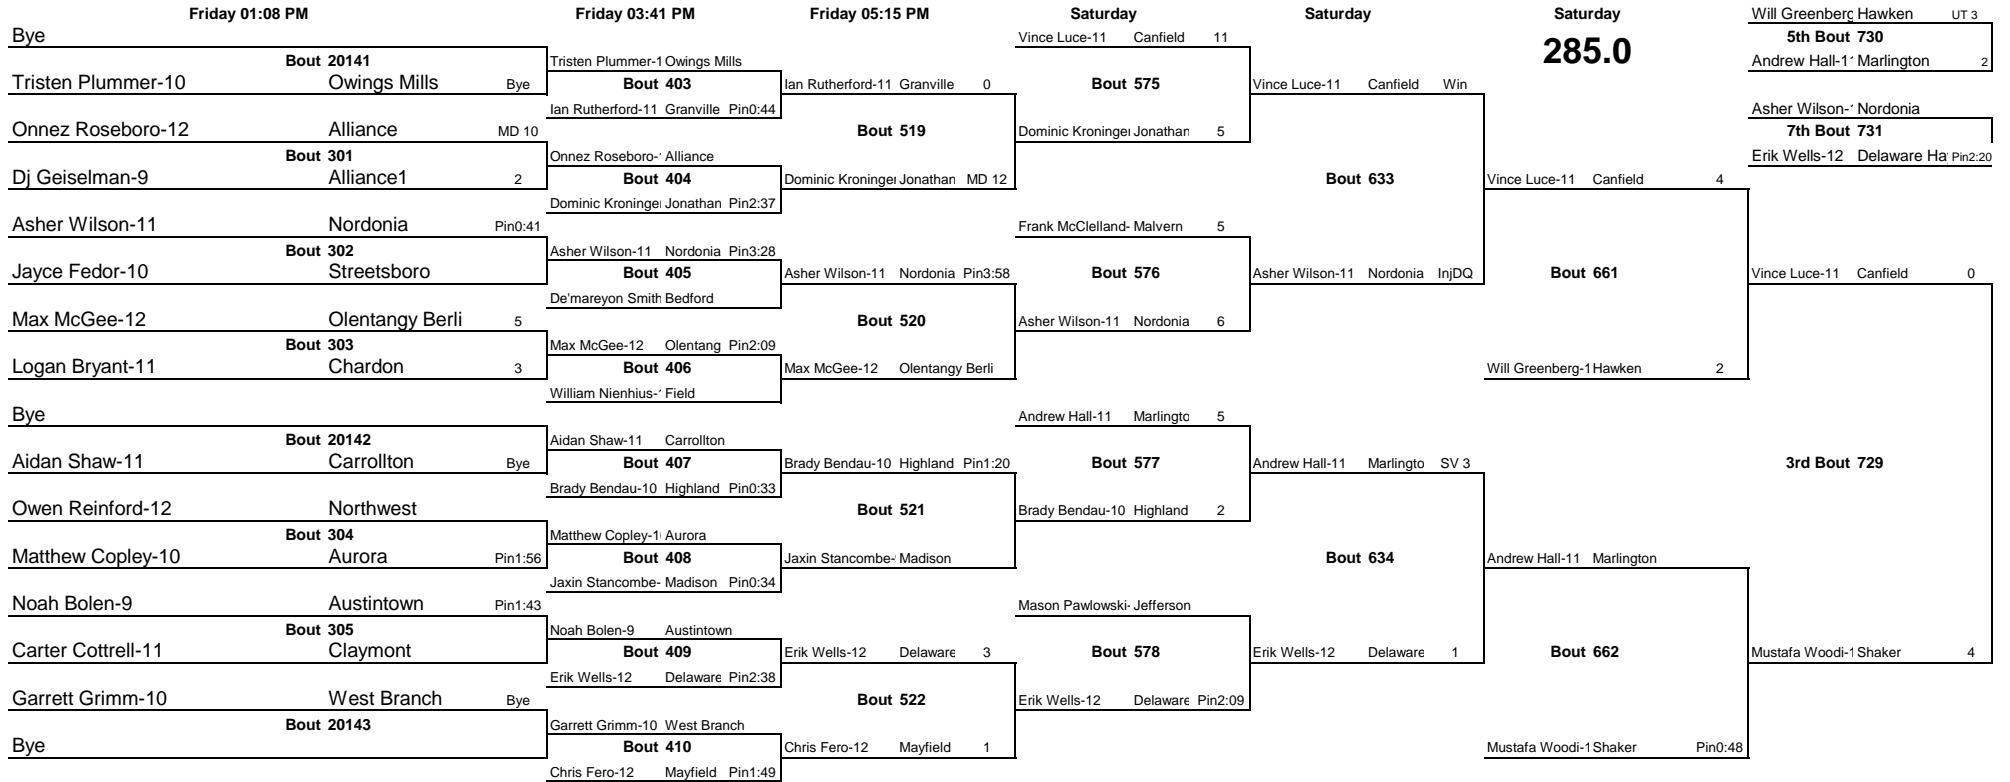 Friday 01:08 PM Friday 03:41 PM Friday 05:15 PM Saturday Saturday Saturday
285.0
Bye
Bout 20141
Tristen Plummer-10 Owings Mills Bye
Onnez Roseboro-12 Alliance MD 10
Bout 301
Dj Geiselman-9 Alliance1 2
Asher Wilson-11 Nordonia Pin0:41
Bout 302
Jayce Fedor-10 Streetsboro
Max McGee-12 Olentangy Berli 5
Bout 303
Logan Bryant-11 Chardon 3
Bye
Bout 20142
Aidan Shaw-11 Carrollton Bye
Owen Reinford-12 Northwest
Bout 304
Matthew Copley-10 Aurora Pin1:56
Noah Bolen-9 Austintown Pin1:43
Bout 305
Carter Cottrell-11 Claymont
Garrett Grimm-10 West Branch Bye
Bout 20143
Bye
Tristen Plummer-1 Owings Mills
Bout 403
Ian Rutherford-11 Granville Pin0:44
Onnez Roseboro- Alliance
Bout 404
Dominic Kroninge Jonathan Pin2:37
Asher Wilson-11 Nordonia Pin3:28
Bout 405
De'mareyon Smith Bedford
Max McGee-12 Olentang Pin2:09
Bout 406
William Nienhius- Field
Aidan Shaw-11 Carrollton
Bout 407
Brady Bendau-10 Highland Pin0:33
Matthew Copley-1 Aurora
Bout 408
Jaxin Stancombe- Madison Pin0:34
Noah Bolen-9 Austintown
Bout 409
Erik Wells-12 Delaware Pin2:38
Garrett Grimm-10 West Branch
Bout 410
Chris Fero-12 Mayfield Pin1:49
Ian Rutherford-11 Granville 0
Bout 519
Dominic Kroninge Jonathan MD 12
Asher Wilson-11 Nordonia Pin3:58
Bout 520
Max McGee-12 Olentangy Berli
Brady Bendau-10 Highland Pin1:20
Bout 521
Jaxin Stancombe- Madison
Erik Wells-12 Delaware 3
Bout 522
Chris Fero-12 Mayfield 1
Vince Luce-11 Canfield 11
Bout 575
Dominic Kroninge Jonathan 5
Frank McClelland- Malvern 5
Bout 576
Asher Wilson-11 Nordonia 6
Andrew Hall-11 Marlingto 5
Bout 577
Brady Bendau-10 Highland 2
Mason Pawlowski- Jefferson
Bout 578
Erik Wells-12 Delaware Pin2:09
Vince Luce-11 Canfield Win
Bout 633
Asher Wilson-11 Nordonia InjDQ
Andrew Hall-11 Marlingto SV 3
Bout 634
Erik Wells-12 Delaware 1
Vince Luce-11 Canfield 4
Bout 661
Will Greenberg-1 Hawken 2
Andrew Hall-11 Marlington
Bout 662
Mustafa Woodi-1 Shaker Pin0:48
Vince Luce-11 Canfield 0
3rd Bout 729
Mustafa Woodi-1 Shaker 4
Will Greenberg Hawken UT 3
5th Bout 730
Andrew Hall-1 Marlington 2
Asher Wilson- Nordonia
7th Bout 731
Erik Wells-12 Delaware Ha Pin2:20